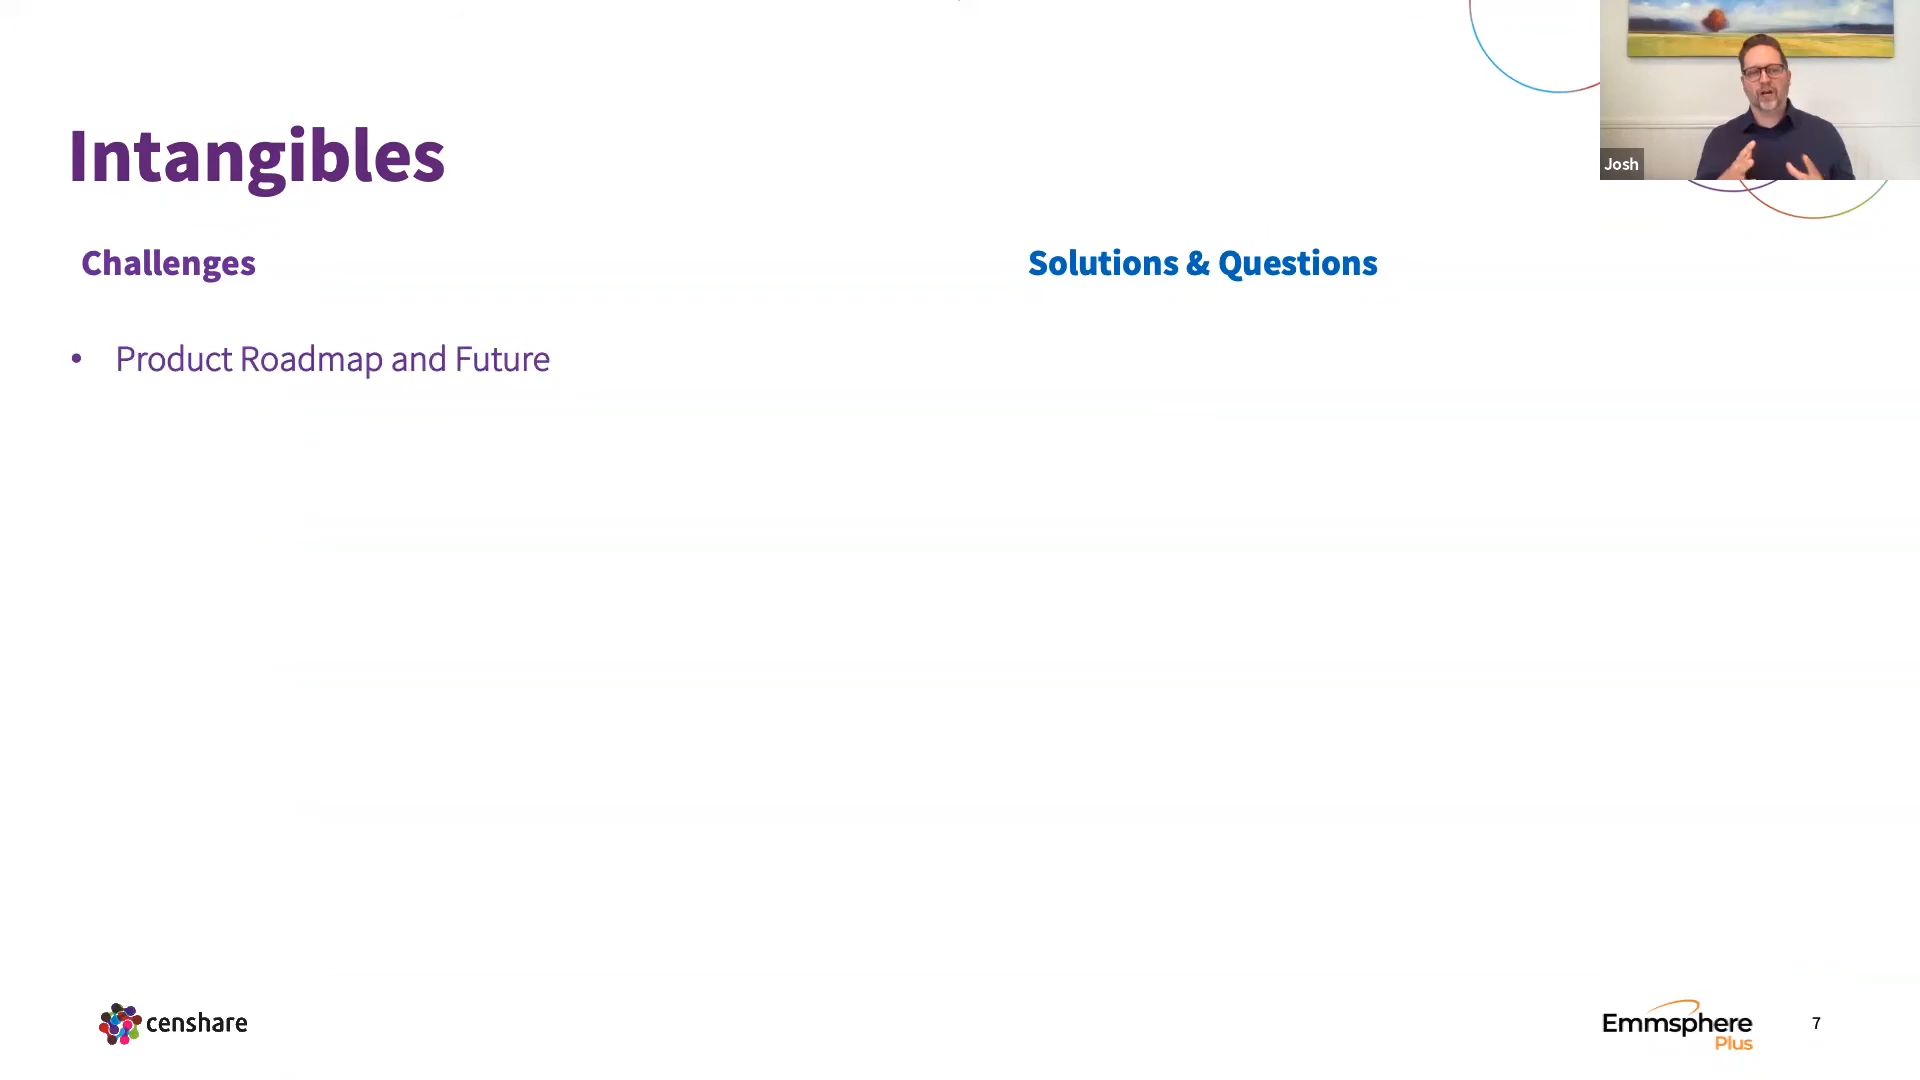 Josh
Intangibles
Challenges
Solutions & Questions
• Product Roadmap and Future
censhare
Emmsphere
Plus
7